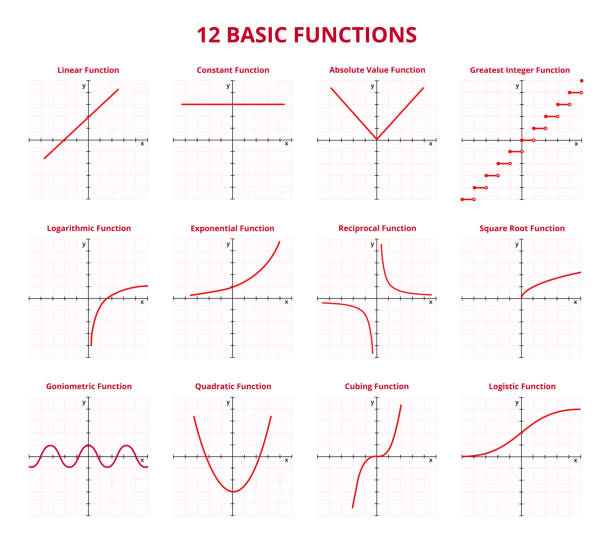 12 BASIC FUNCTIONS
Linear Function
Constant Function
Absolute Value Function
Greatest Integer Function
y
x
y
x
y
x
y
x
Logarithmic Function
Exponential Function
Reciprocal Function
Square Root Function
y
x
y
x
y
x
y
x
Goniometric Function
Quadratic Function
Cubing Function
Logistic Function
y
x
y
x
y
x
y
x